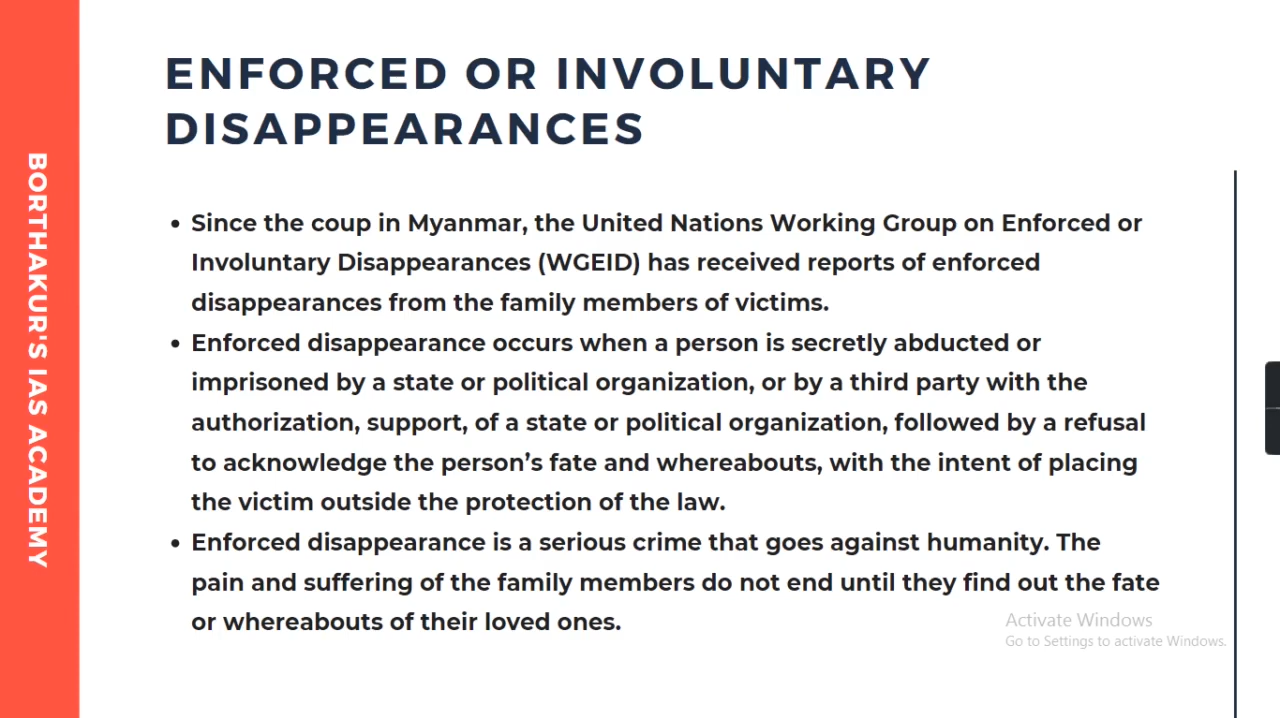 BORTHAKUR'S IAS ACADEMY
ENFORCED OR INVOLUNTARY
DISAPPEARANCES
• Since the coup in Myanmar, the United Nations Working Group on Enforced or
Involuntary Disappearances (WGEID) has received reports of enforced
disappearances from the family members of victims.
• Enforced disappearance occurs when a person is secretly abducted or
imprisoned by a state or political organization, or by a third party with the
authorization, support, of a state or political organization, followed by a refusal
to acknowledge the person’s fate and whereabouts, with the intent of placing
the victim outside the protection of the law.
• Enforced disappearance is a serious crime that goes against humanity. The
pain and suffering of the family members do not end until they find out the fate
or whereabouts of their loved ones.
Activate Windows
Go to Settings to activate Windows.